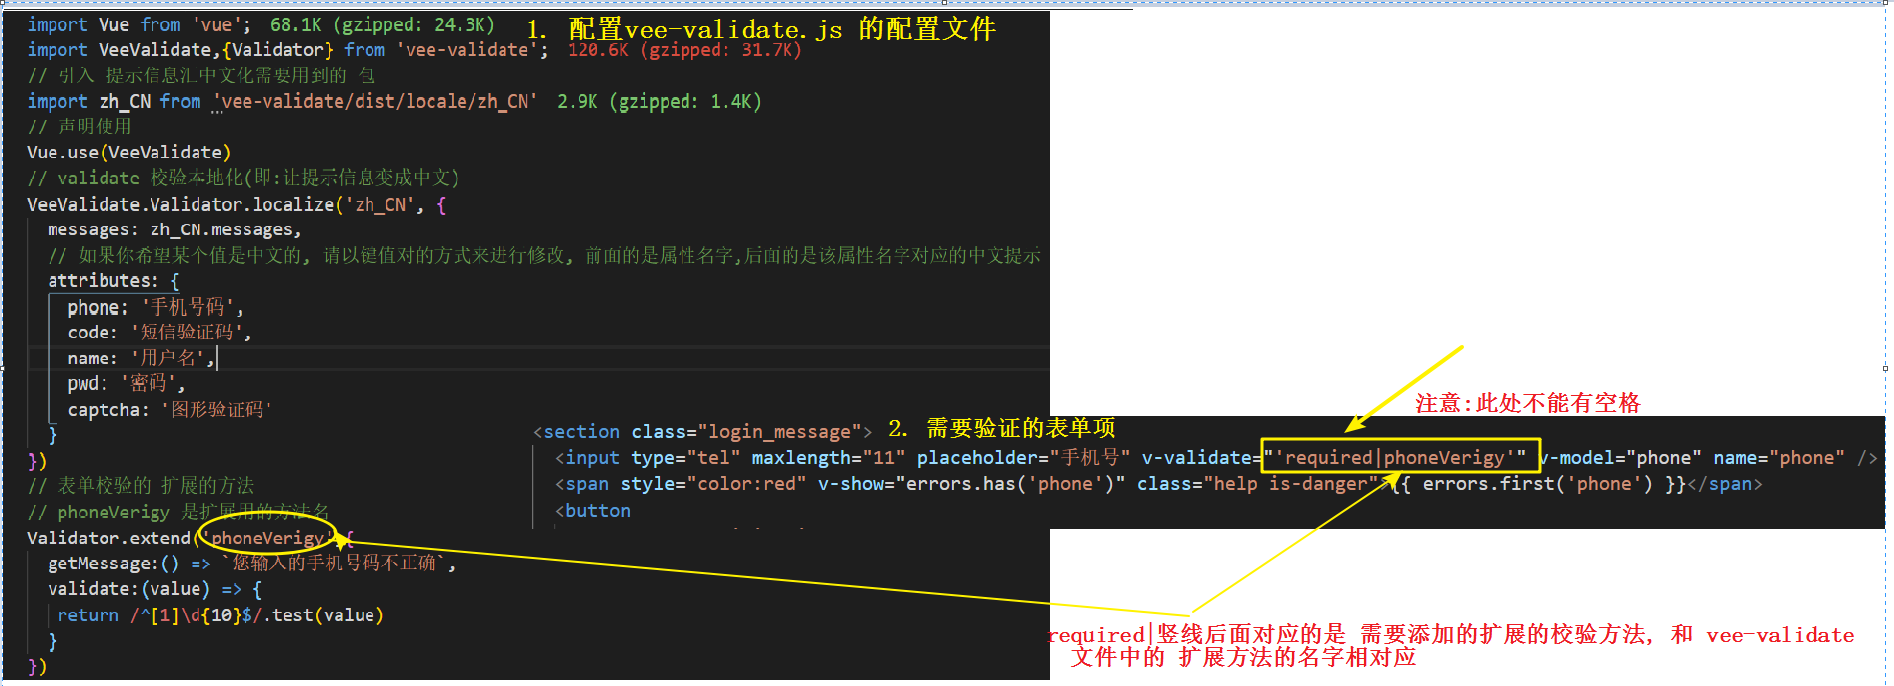 import Vue from 'vue'; 68.1K (gzipped: 24.3K)
1. 配置vee-validate.js 的配置文件
import VeeValidate,{Validator} from 'vee-validate'; 120.6K (gzipped: 31.7K)
// 引入 提示信息汇中文化需要用到的 包
import zh_CN from 'vee-validate/dist/locale/zh_CN' 2.9K (gzipped: 1.4K)
// 声明使用
Vue.use(VeeValidate)
// validate 校验本地化(即:让提示信息变成中文)
VeeValidate.Validator.localize('zh_CN', {
messages: zh_CN.messages,
// 如果你希望某个值是中文的, 请以键值对的方式来进行修改, 前面的是属性名字,后面的是该属性名字对应的中文提示
attributes: {
phone: '手机号码',
code: '短信验证码',
name: '用户名',
pwd: '密码',
captcha: '图形验证码'
}
})
// 表单校验的 扩展的方法
// phoneVerigy 是扩展用的方法名
Validator.extend('phoneVerigy',{
getMessage:() => `您输入的手机号码不正确`,
validate:(value) => {
return /^[1]\d{10}$/.test(value)
}
})
注意:此处不能有空格
<section class="login_message"> 2. 需要验证的表单项
<input type="tel" maxlength="11" placeholder="手机号" v-validate="'required|phoneVerigy'" v-model="phone" name="phone" />
<span style="color:red" v-show="errors.has('phone')" class="help is-danger">{{ errors.first('phone') }}</span>
<button
required|竖线后面对应的是 需要添加的扩展的校验方法, 和 vee-validate
文件中的 扩展方法的名字相对应